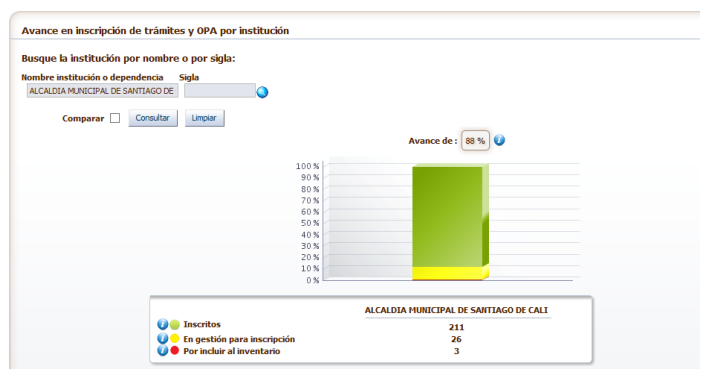 Avance en inscripción de trámites y OPA por institución
Busque la institución por nombre o por sigla:
Nombre institución o dependencia Sigla
ALCALDIA MUNICIPAL DE SANTIAGO DE
Comparar Consultar Limpiar
Avance de : 88 %
100 %
90 %
80 %
70 %
60 %
50 %
40 %
30 %
20 %
10 %
0 %
ALCALDIA MUNICIPAL DE SANTIAGO DE CALI
Inscritos 211
En gestión para inscripción 26
Por incluir al inventario 3